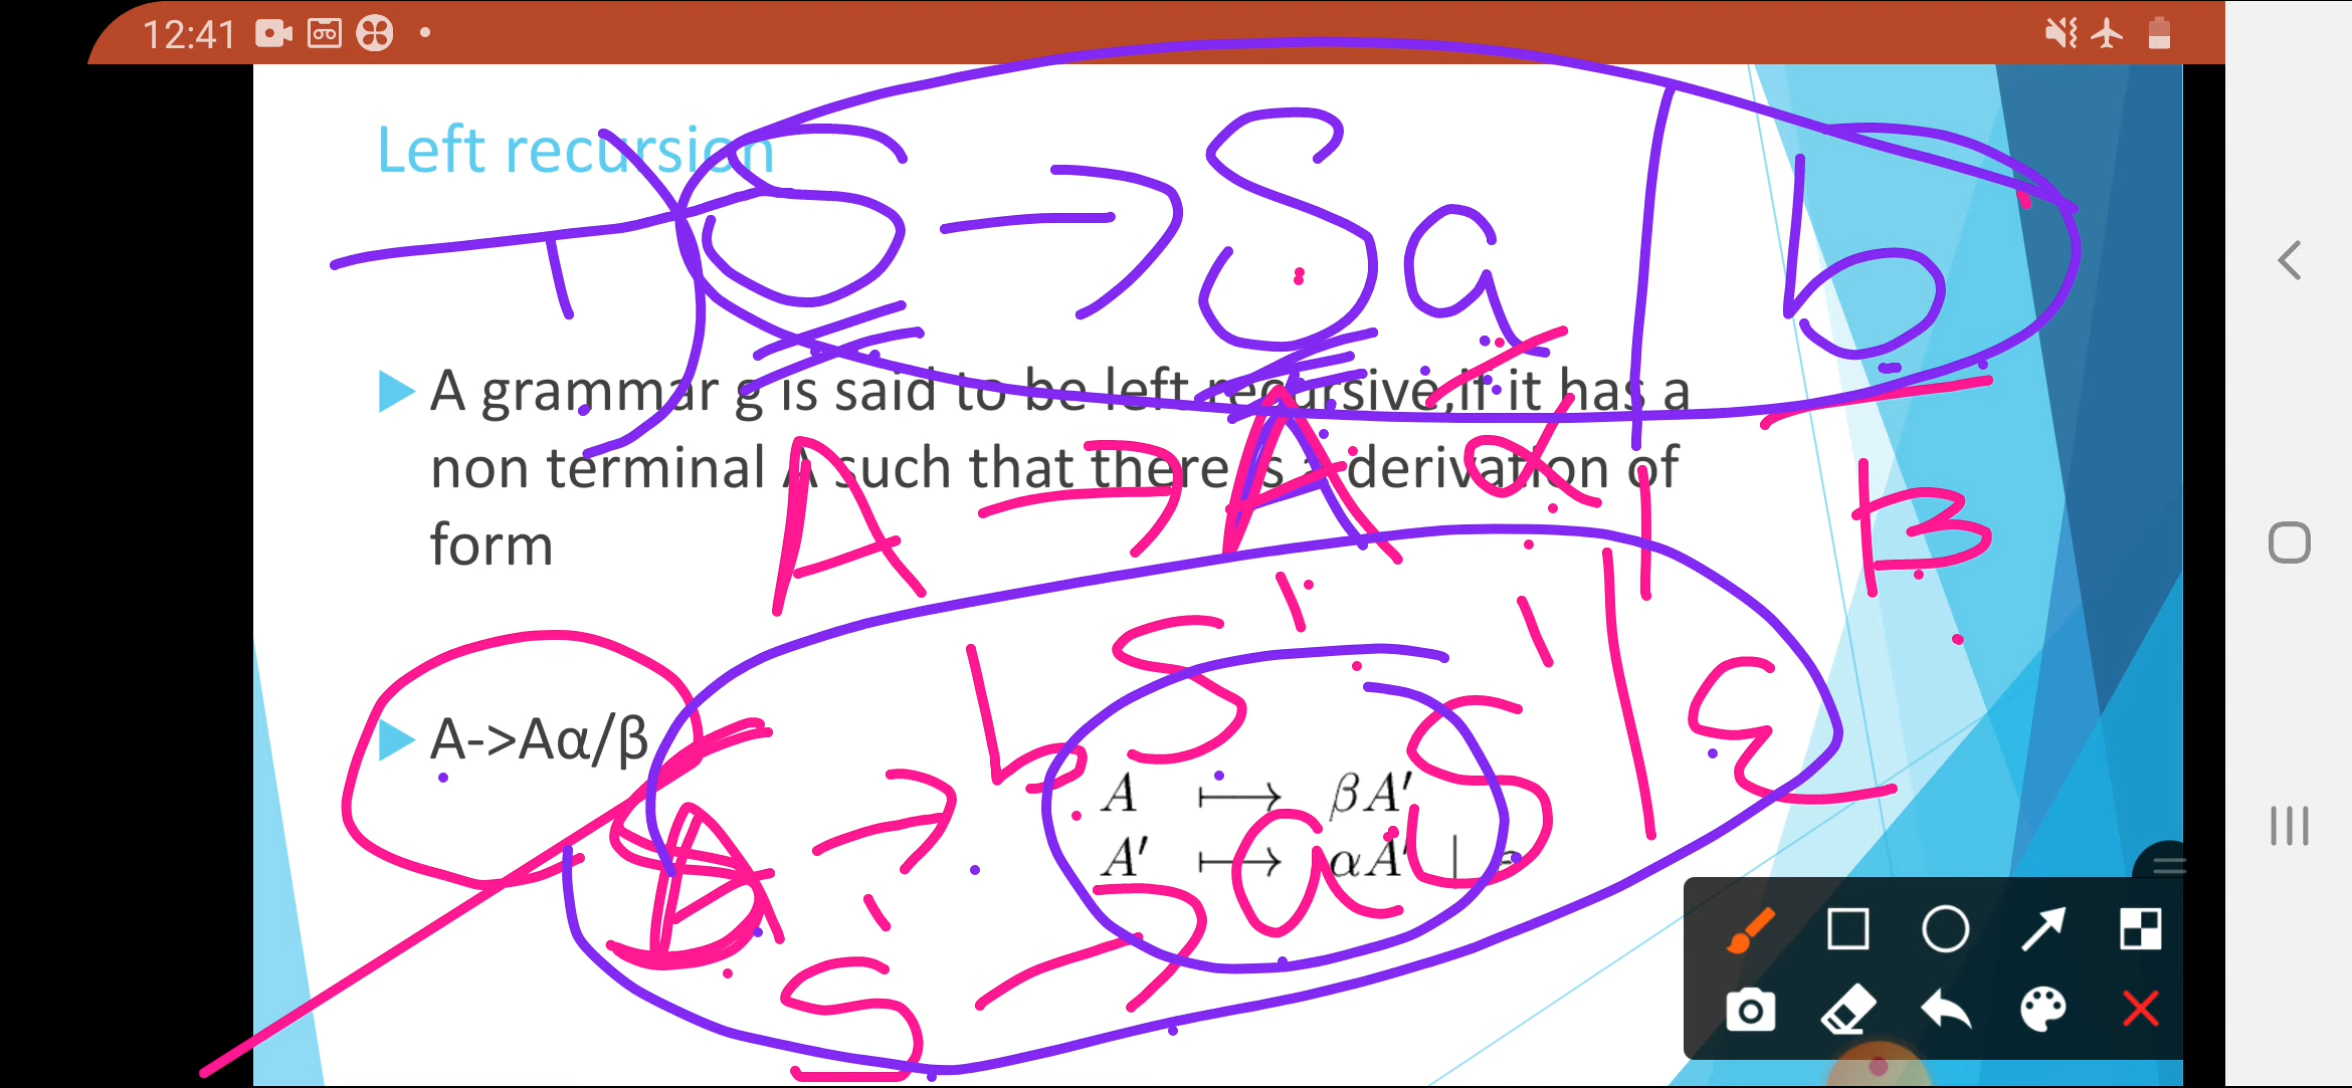 12:41
Left recursion
S → Sa | b
A grammar g is said to be left recursive,if it has a
non terminal A such that there is a derivation of
form
A → Aα | B
A->Aα/β
S → bS'
A ⟼ βA'
A' ⟼ αA' |
S' → aS' | ε